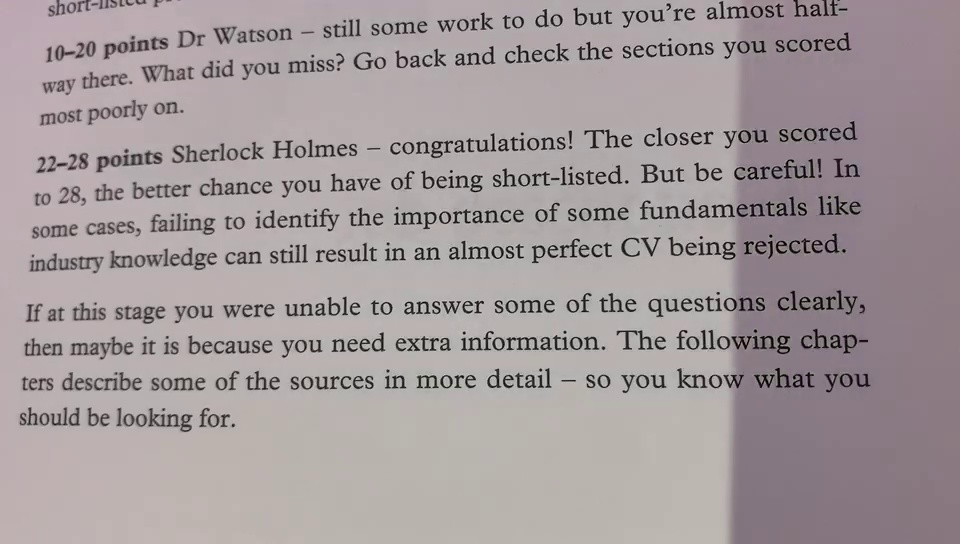 short-listed
10–20 points Dr Watson – still some work to do but you’re almost half-
way there. What did you miss? Go back and check the sections you scored
most poorly on.
22–28 points Sherlock Holmes – congratulations! The closer you scored
to 28, the better chance you have of being short-listed. But be careful! In
some cases, failing to identify the importance of some fundamentals like
industry knowledge can still result in an almost perfect CV being rejected.
If at this stage you were unable to answer some of the questions clearly,
then maybe it is because you need extra information. The following chap-
ters describe some of the sources in more detail – so you know what you
should be looking for.